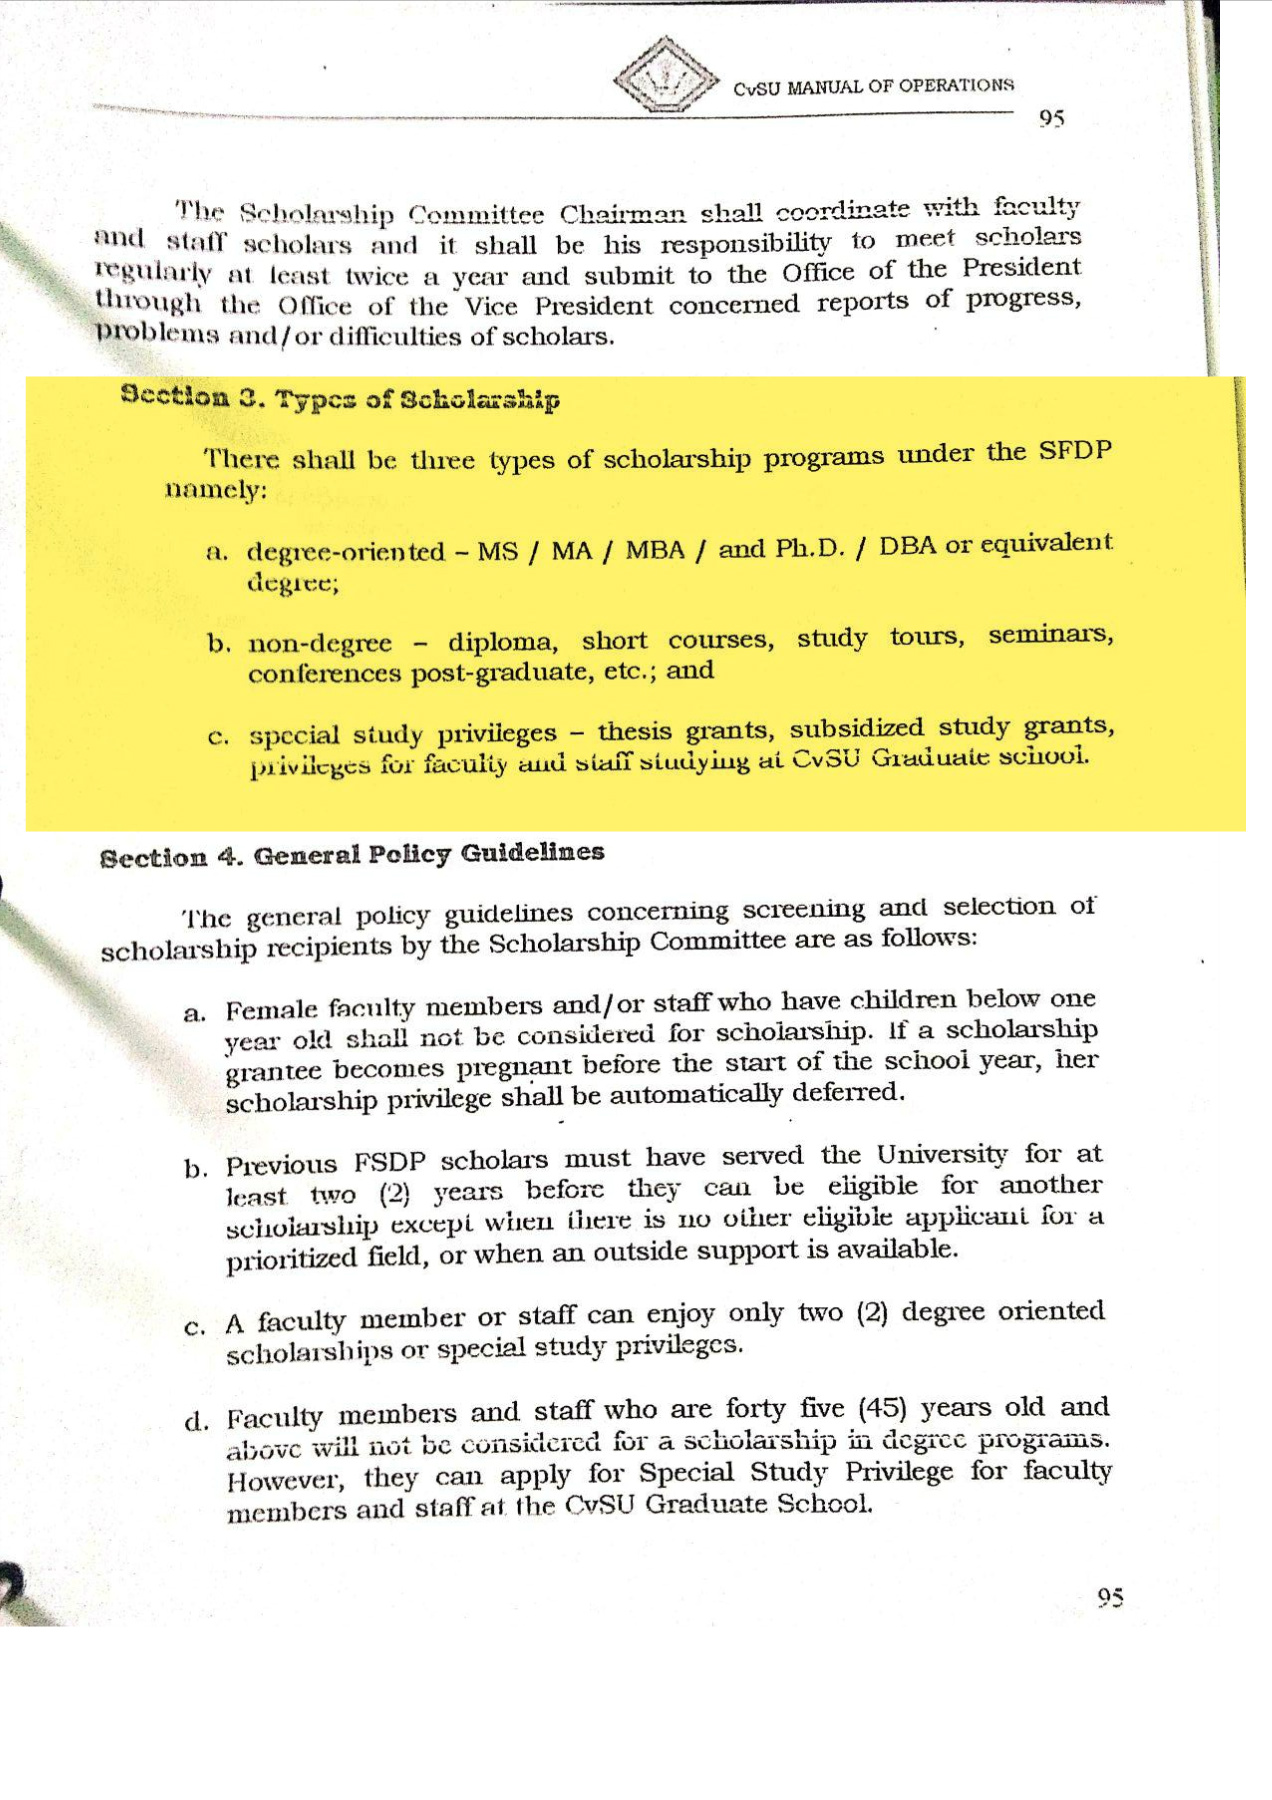 CvSU MANUAL OF OPERATIONS
95
The Scholarship Committee Chairman shall coordinate with faculty
and staff scholars and it shall be his responsibility to meet scholars
regularly at least twice a year and submit to the Office of the President
through the Office of the Vice President concerned reports of progress,
problems and/or difficulties of scholars.
Section 3. Types of Scholarship
There shall be three types of scholarship programs under the SFDP
namely:
a. degree-oriented – MS / MA / MBA / and Ph.D. / DBA or equivalent
degree;
b. non-degree – diploma, short courses, study tours, seminars,
conferences post-graduate, etc.; and
c. special study privileges – thesis grants, subsidized study grants,
privileges for faculty and staff studying at CvSU Graduate school.
Section 4. General Policy Guidelines
The general policy guidelines concerning screening and selection of
scholarship recipients by the Scholarship Committee are as follows:
a. Female faculty members and/or staff who have children below one
year old shall not be considered for scholarship. If a scholarship
grantee becomes pregnant before the start of the school year, her
scholarship privilege shall be automatically deferred.
b. Previous FSDP scholars must have served the University for at
least two (2) years before they can be eligible for another
scholarship except when there is no other eligible applicant for a
prioritized field, or when an outside support is available.
c. A faculty member or staff can enjoy only two (2) degree oriented
scholarships or special study privileges.
d. Faculty members and staff who are forty five (45) years old and
above will not be considered for a scholarship in degree programs.
However, they can apply for Special Study Privilege for faculty
members and staff at the CvSU Graduate School.
95